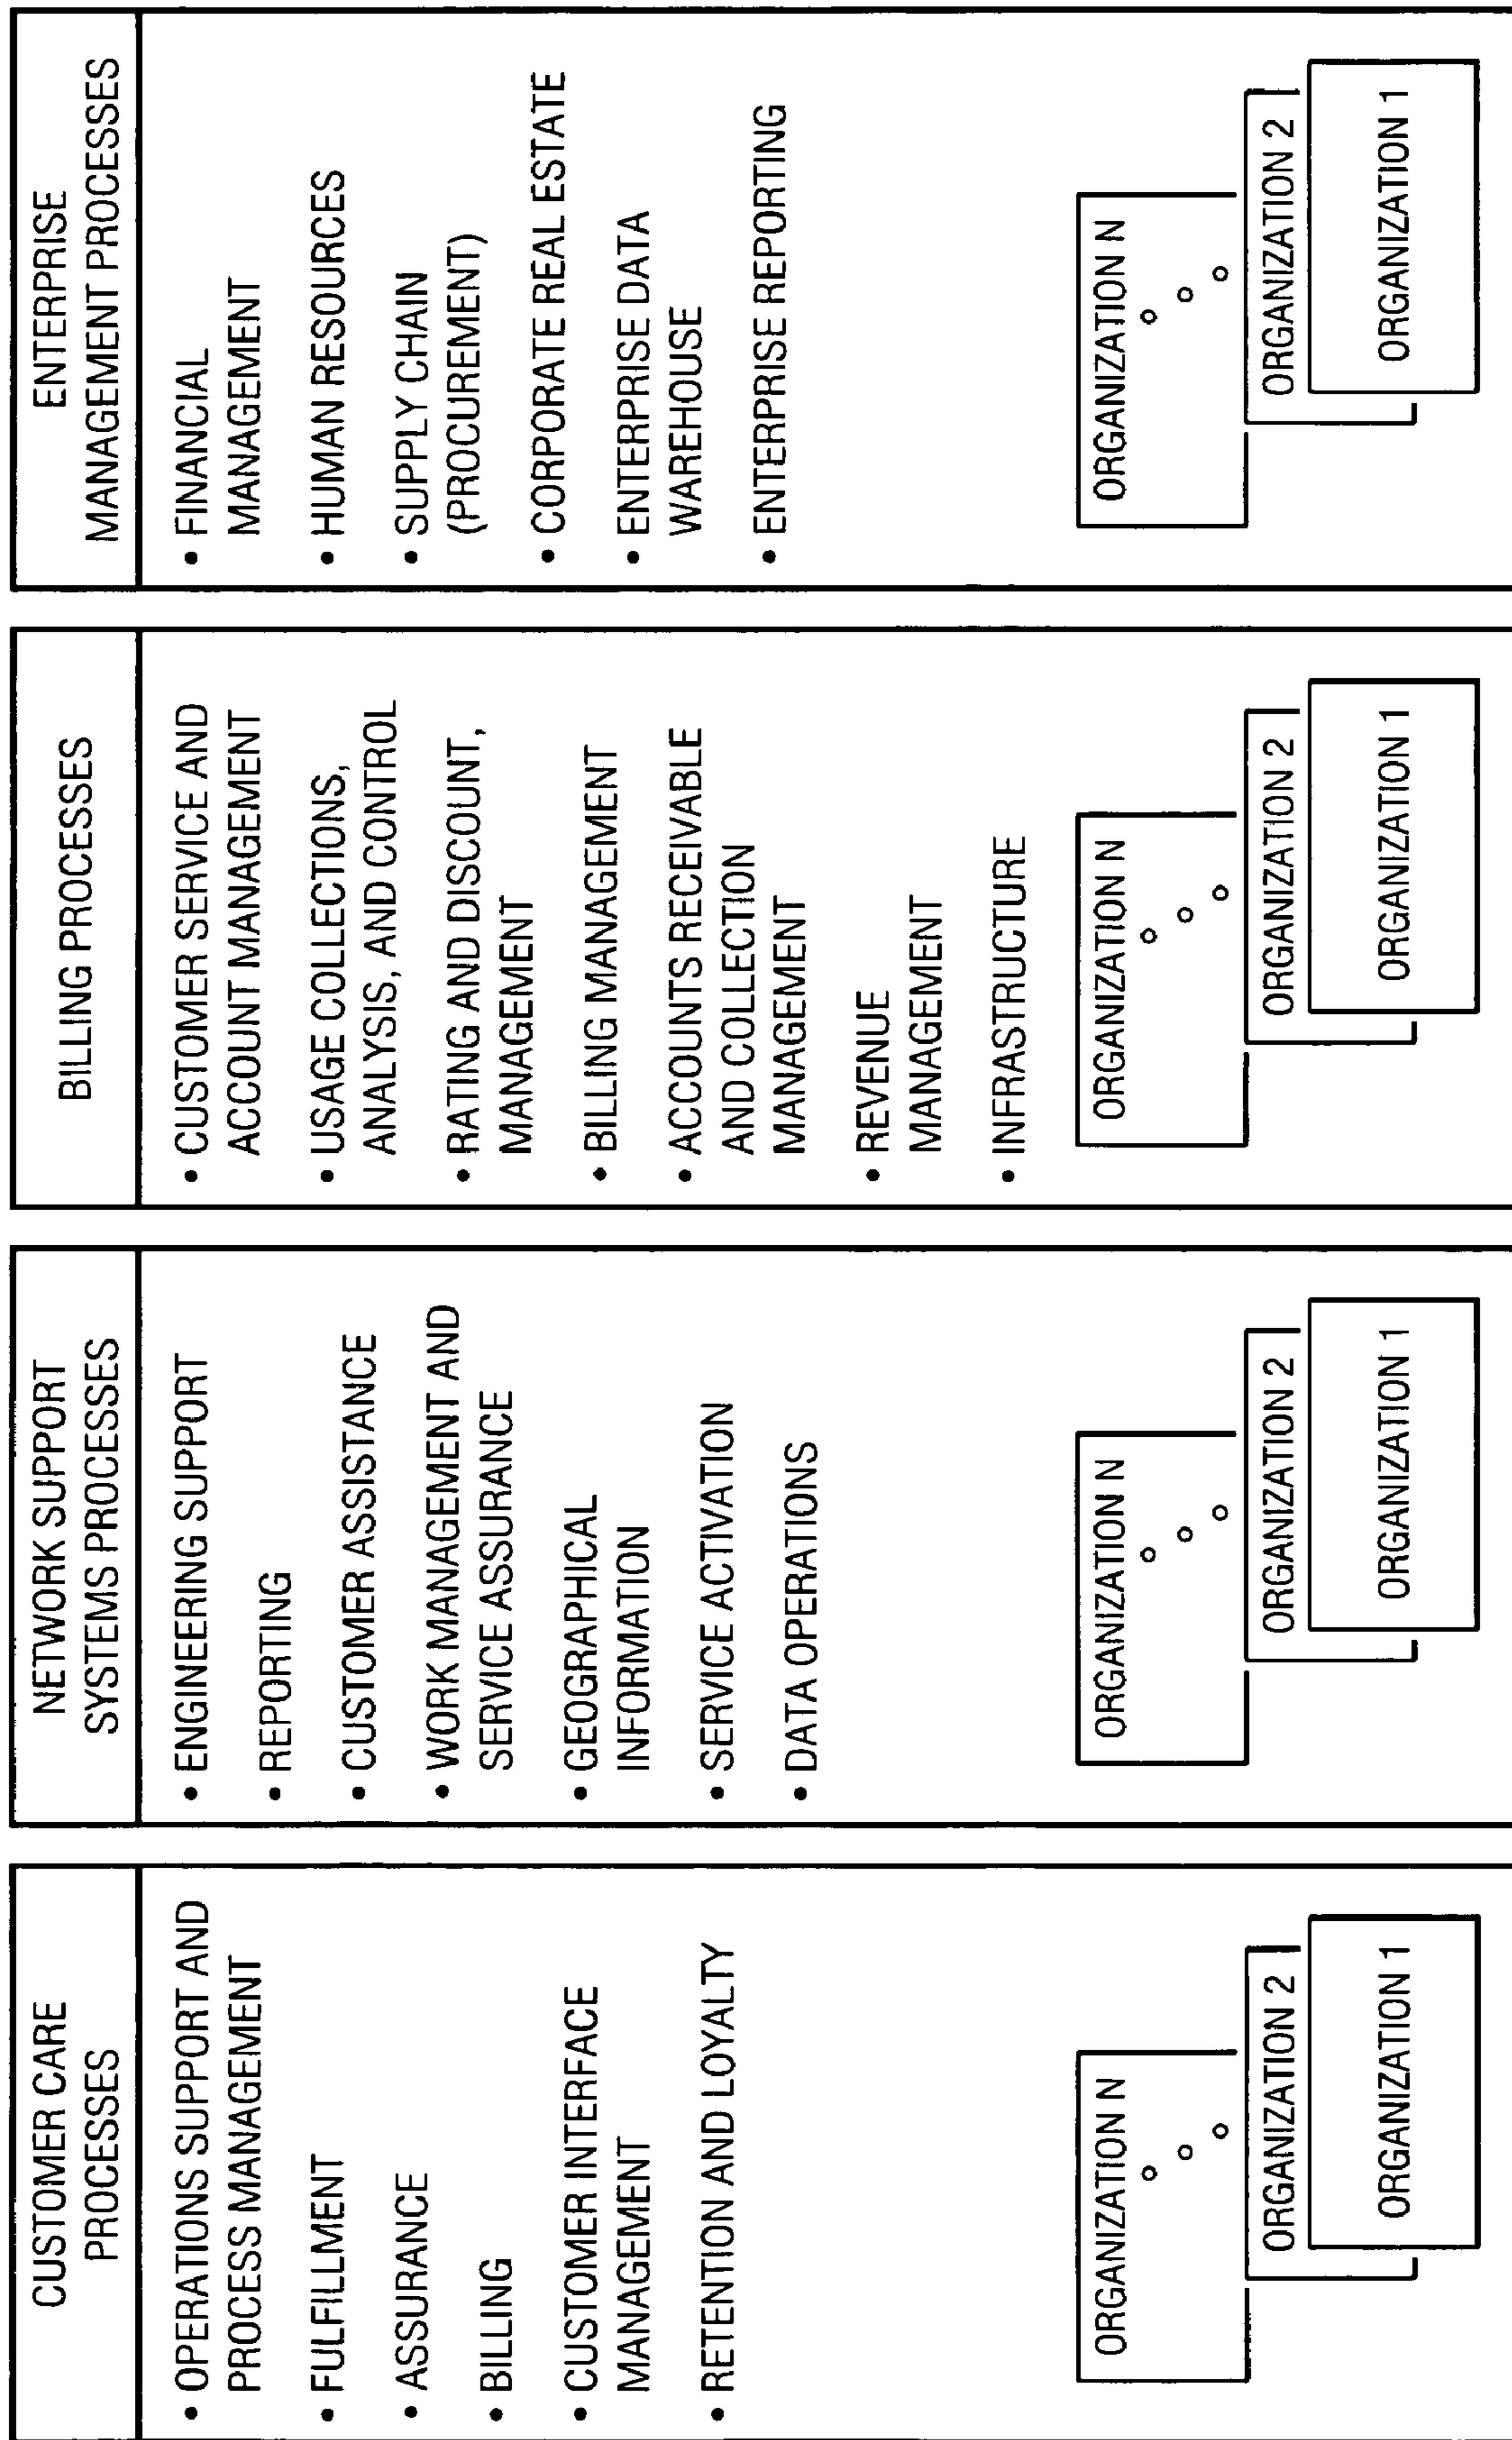 CUSTOMER CARE
PROCESSES
• OPERATIONS SUPPORT AND
PROCESS MANAGEMENT
• FULFILLMENT
• ASSURANCE
• BILLING
• CUSTOMER INTERFACE
MANAGEMENT
• RETENTION AND LOYALTY
ORGANIZATION N
ORGANIZATION 2
ORGANIZATION 1
NETWORK SUPPORT
SYSTEMS PROCESSES
• ENGINEERING SUPPORT
• REPORTING
• CUSTOMER ASSISTANCE
• WORK MANAGEMENT AND
SERVICE ASSURANCE
• GEOGRAPHICAL
INFORMATION
• SERVICE ACTIVATION
• DATA OPERATIONS
ORGANIZATION N
ORGANIZATION 2
ORGANIZATION 1
BILLING PROCESSES
• CUSTOMER SERVICE AND
ACCOUNT MANAGEMENT
• USAGE COLLECTIONS,
ANALYSIS, AND CONTROL
• RATING AND DISCOUNT,
MANAGEMENT
• BILLING MANAGEMENT
• ACCOUNTS RECEIVABLE
AND COLLECTION
MANAGEMENT
• REVENUE
MANAGEMENT
• INFRASTRUCTURE
ORGANIZATION N
ORGANIZATION 2
ORGANIZATION 1
ENTERPRISE
MANAGEMENT PROCESSES
• FINANCIAL
MANAGEMENT
• HUMAN RESOURCES
• SUPPLY CHAIN
(PROCUREMENT)
• CORPORATE REAL ESTATE
• ENTERPRISE DATA
WAREHOUSE
• ENTERPRISE REPORTING
ORGANIZATION N
ORGANIZATION 2
ORGANIZATION 1